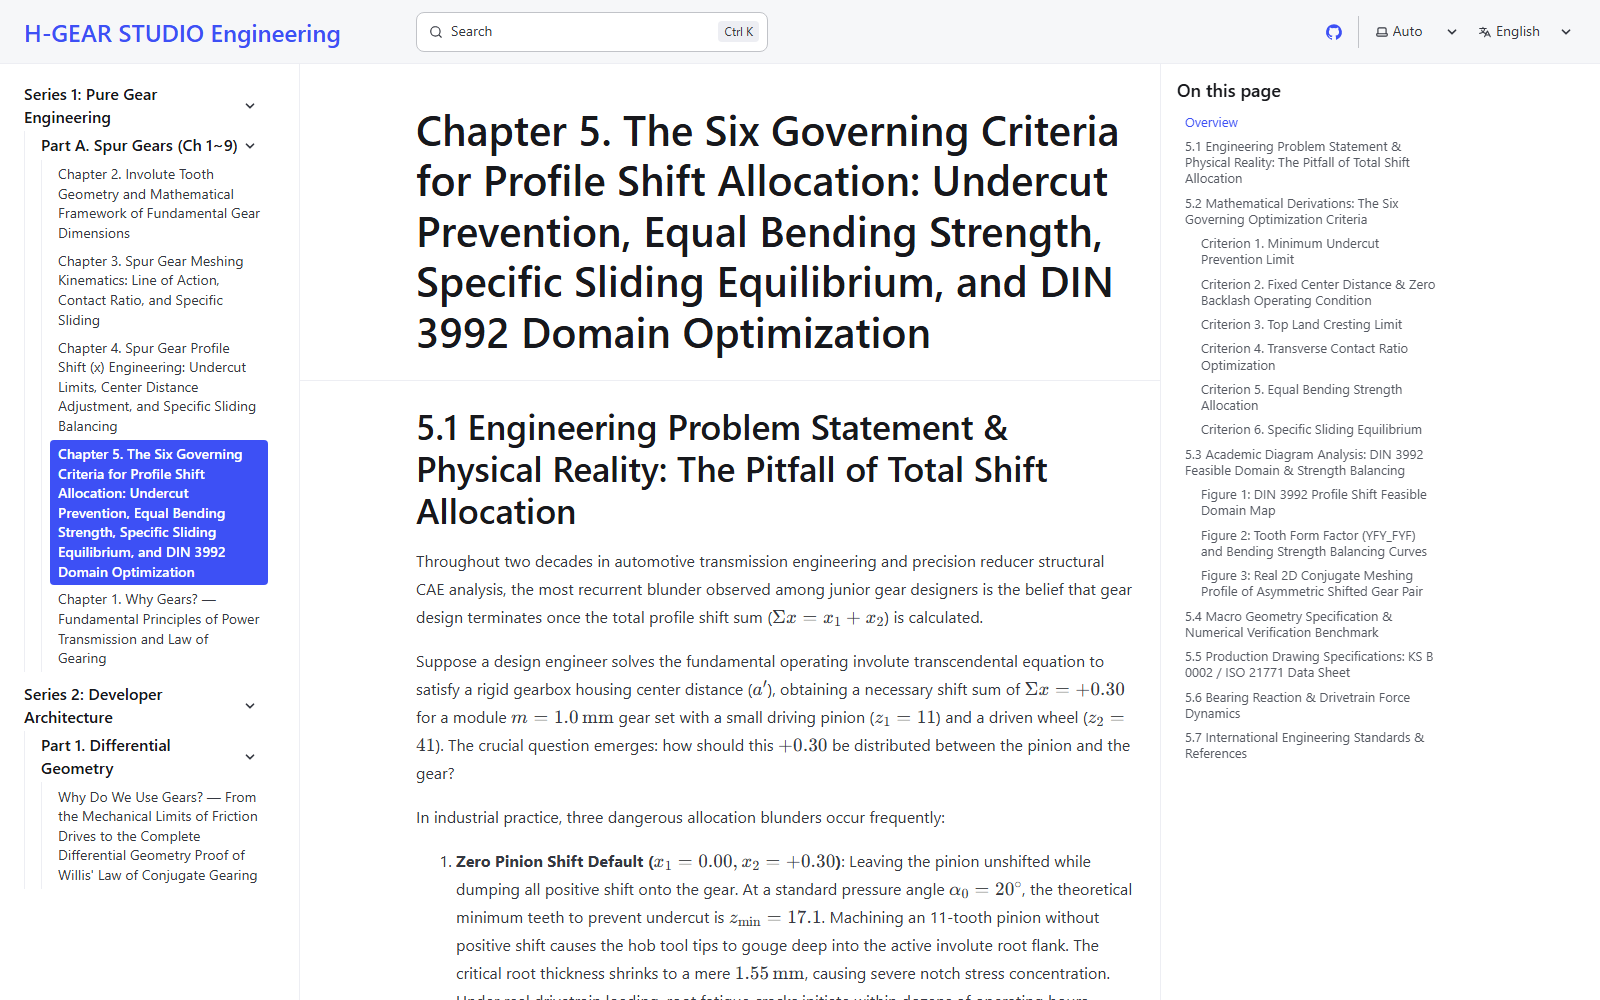 H-GEAR STUDIO Engineering
Search
Ctrl K
Auto
English
Series 1: Pure Gear
Engineering
Part A. Spur Gears (Ch 1~9)
Chapter 2. Involute Tooth
Geometry and Mathematical
Framework of Fundamental Gear
Dimensions
Chapter 3. Spur Gear Meshing
Kinematics: Line of Action,
Contact Ratio, and Specific
Sliding
Chapter 4. Spur Gear Profile
Shift (x) Engineering: Undercut
Limits, Center Distance
Adjustment, and Specific Sliding
Balancing
Chapter 5. The Six Governing
Criteria for Profile Shift
Allocation: Undercut
Prevention, Equal Bending
Strength, Specific Sliding
Equilibrium, and DIN 3992
Domain Optimization
Chapter 1. Why Gears? —
Fundamental Principles of Power
Transmission and Law of
Gearing
Series 2: Developer
Architecture
Part 1. Differential
Geometry
Why Do We Use Gears? — From
the Mechanical Limits of Friction
Drives to the Complete
Differential Geometry Proof of
Willis' Law of Conjugate Gearing
Chapter 5. The Six Governing Criteria
for Profile Shift Allocation: Undercut
Prevention, Equal Bending Strength,
Specific Sliding Equilibrium, and DIN
3992 Domain Optimization
5.1 Engineering Problem Statement &
Physical Reality: The Pitfall of Total Shift
Allocation
Throughout two decades in automotive transmission engineering and precision reducer structural
CAE analysis, the most recurrent blunder observed among junior gear designers is the belief that gear
design terminates once the total profile shift sum (Σx = x₁ + x₂) is calculated.
Suppose a design engineer solves the fundamental operating involute transcendental equation to
satisfy a rigid gearbox housing center distance (a′), obtaining a necessary shift sum of Σx = +0.30
for a module m = 1.0 mm gear set with a small driving pinion (z₁ = 11) and a driven wheel (z₂ =
41). The crucial question emerges: how should this +0.30 be distributed between the pinion and the
gear?
In industrial practice, three dangerous allocation blunders occur frequently:
1. Zero Pinion Shift Default (x₁ = 0.00, x₂ = +0.30): Leaving the pinion unshifted while
dumping all positive shift onto the gear. At a standard pressure angle α₀ = 20°, the theoretical
minimum teeth to prevent undercut is z_min = 17.1. Machining an 11-tooth pinion without
positive shift causes the hob tool tips to gouge deep into the active involute root flank. The
critical root thickness shrinks to a mere 1.55 mm, causing severe notch stress concentration.
Under real drivetrain loading, root fatigue cracks initiate within dozens of operating hours.
On this page
Overview
5.1 Engineering Problem Statement &
Physical Reality: The Pitfall of Total Shift
Allocation
5.2 Mathematical Derivations: The Six
Governing Optimization Criteria
Criterion 1. Minimum Undercut
Prevention Limit
Criterion 2. Fixed Center Distance & Zero
Backlash Operating Condition
Criterion 3. Top Land Cresting Limit
Criterion 4. Transverse Contact Ratio
Optimization
Criterion 5. Equal Bending Strength
Allocation
Criterion 6. Specific Sliding Equilibrium
5.3 Academic Diagram Analysis: DIN 3992
Feasible Domain & Strength Balancing
Figure 1: DIN 3992 Profile Shift Feasible
Domain Map
Figure 2: Tooth Form Factor (YFY_FYF)
and Bending Strength Balancing Curves
Figure 3: Real 2D Conjugate Meshing
Profile of Asymmetric Shifted Gear Pair
5.4 Macro Geometry Specification &
Numerical Verification Benchmark
5.5 Production Drawing Specifications: KS B
0002 / ISO 21771 Data Sheet
5.6 Bearing Reaction & Drivetrain Force
Dynamics
5.7 International Engineering Standards &
References